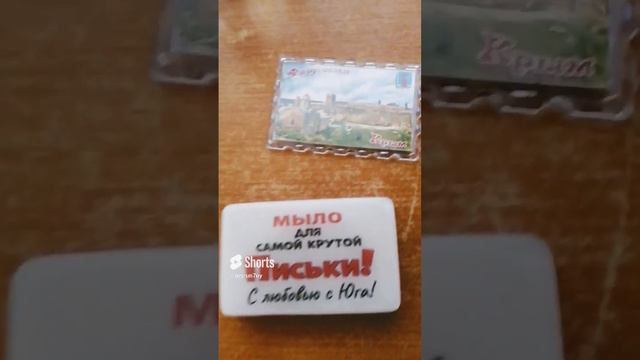 Крым
МЫЛО
ДЛЯ
САМОЙ КРУТОЙ
ПИСЬКИ!
С любовью с Юга!
Shorts